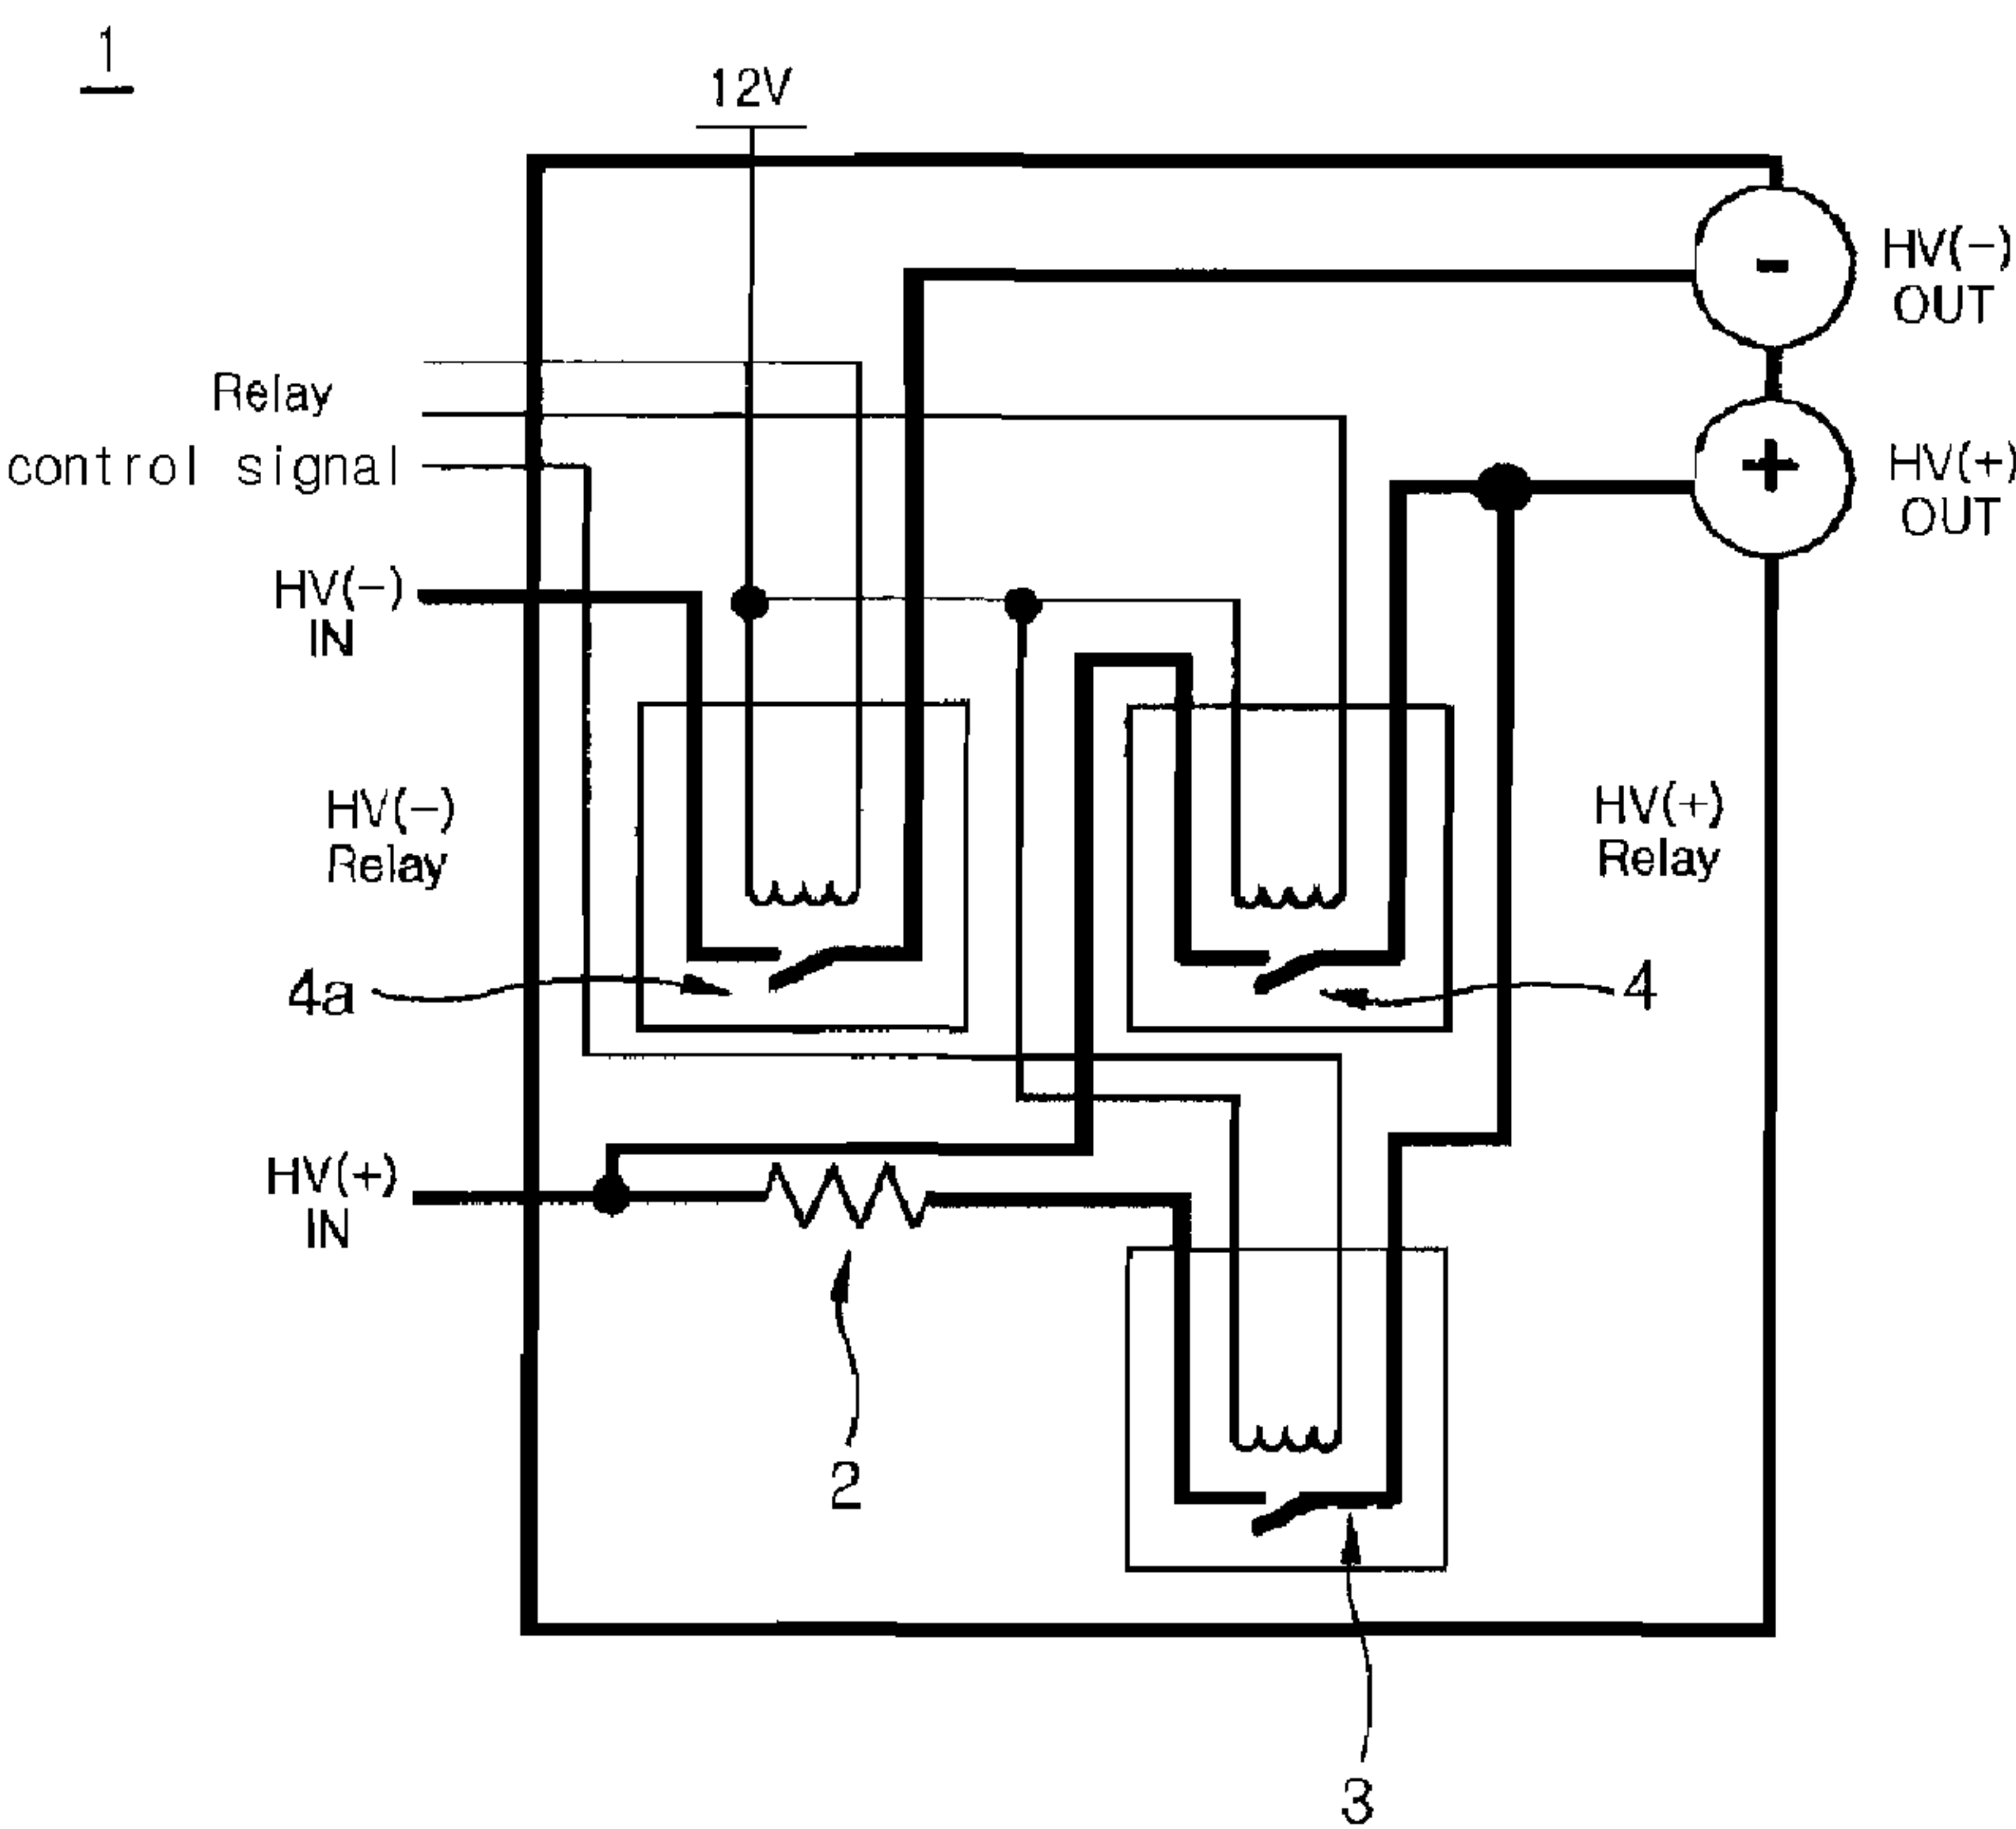 1
12V
HV(-)
OUT
Relay
control signal
HV(+)
OUT
HV(-)
IN
HV(-)
Relay
HV(+)
Relay
4a
4
HV(+)
IN
2
3
-
+